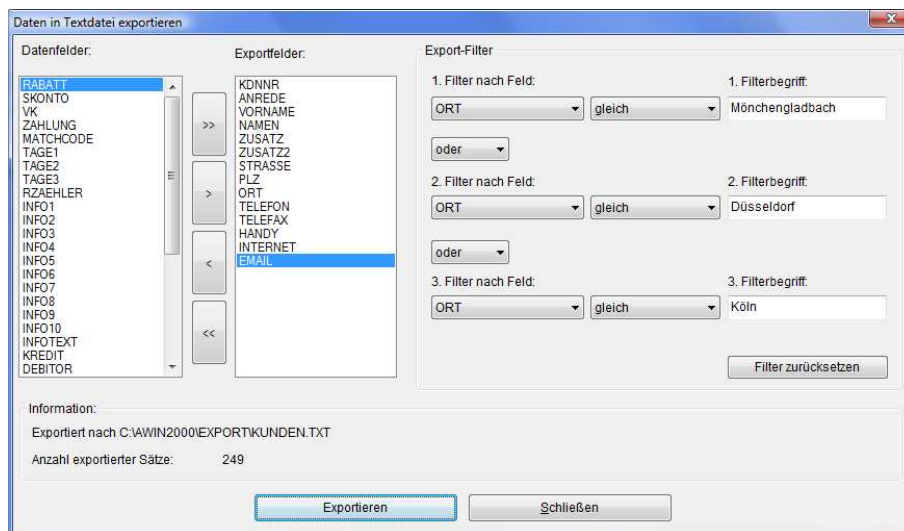 Daten in Textdatei exportieren
Datenfelder:
RABATT
SKONTO
VK
ZAHLUNG
MATCHCODE
TAGE1
TAGE2
TAGE3
RZAEHLER
INFO1
INFO2
INFO3
INFO4
INFO5
INFO6
INFO7
INFO8
INFO9
INFO10
INFOTEXT
KREDIT
DEBITOR
>>
>
<
<<
Exportfelder:
KDNNR
ANREDE
VORNAME
NAMEN
ZUSATZ
ZUSATZ2
STRASSE
PLZ
ORT
TELEFON
TELEFAX
HANDY
INTERNET
EMAIL
Export-Filter
1. Filter nach Feld: 1. Filterbegriff:
ORT gleich Mönchengladbach
oder
2. Filter nach Feld: 2. Filterbegriff:
ORT gleich Düsseldorf
oder
3. Filter nach Feld: 3. Filterbegriff:
ORT gleich Köln
Filter zurücksetzen
Information:
Exportiert nach C:\AWIN2000\EXPORT\KUNDEN.TXT
Anzahl exportierter Sätze: 249
Exportieren Schließen